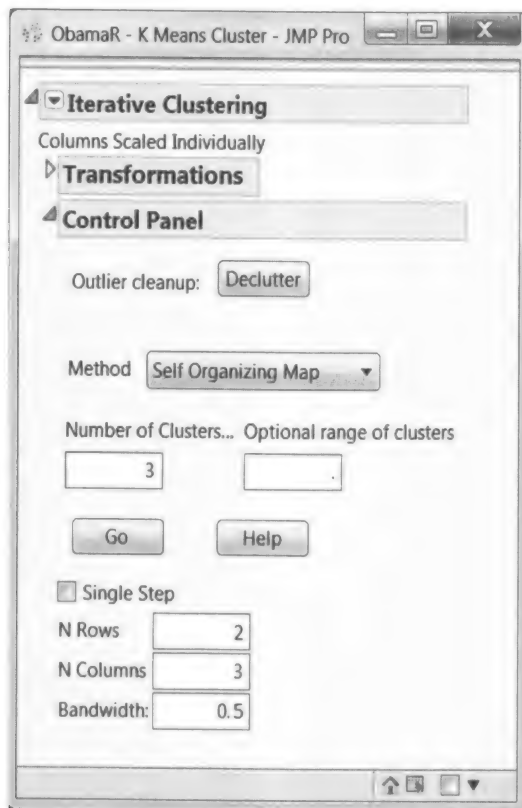 ObamaR - K Means Cluster - JMP Pro
Iterative Clustering
Columns Scaled Individually
Transformations
Control Panel
Outlier cleanup: Declutter
Method Self Organizing Map
Number of Clusters... Optional range of clusters
3 .
Go Help
Single Step
N Rows 2
N Columns 3
Bandwidth: 0.5